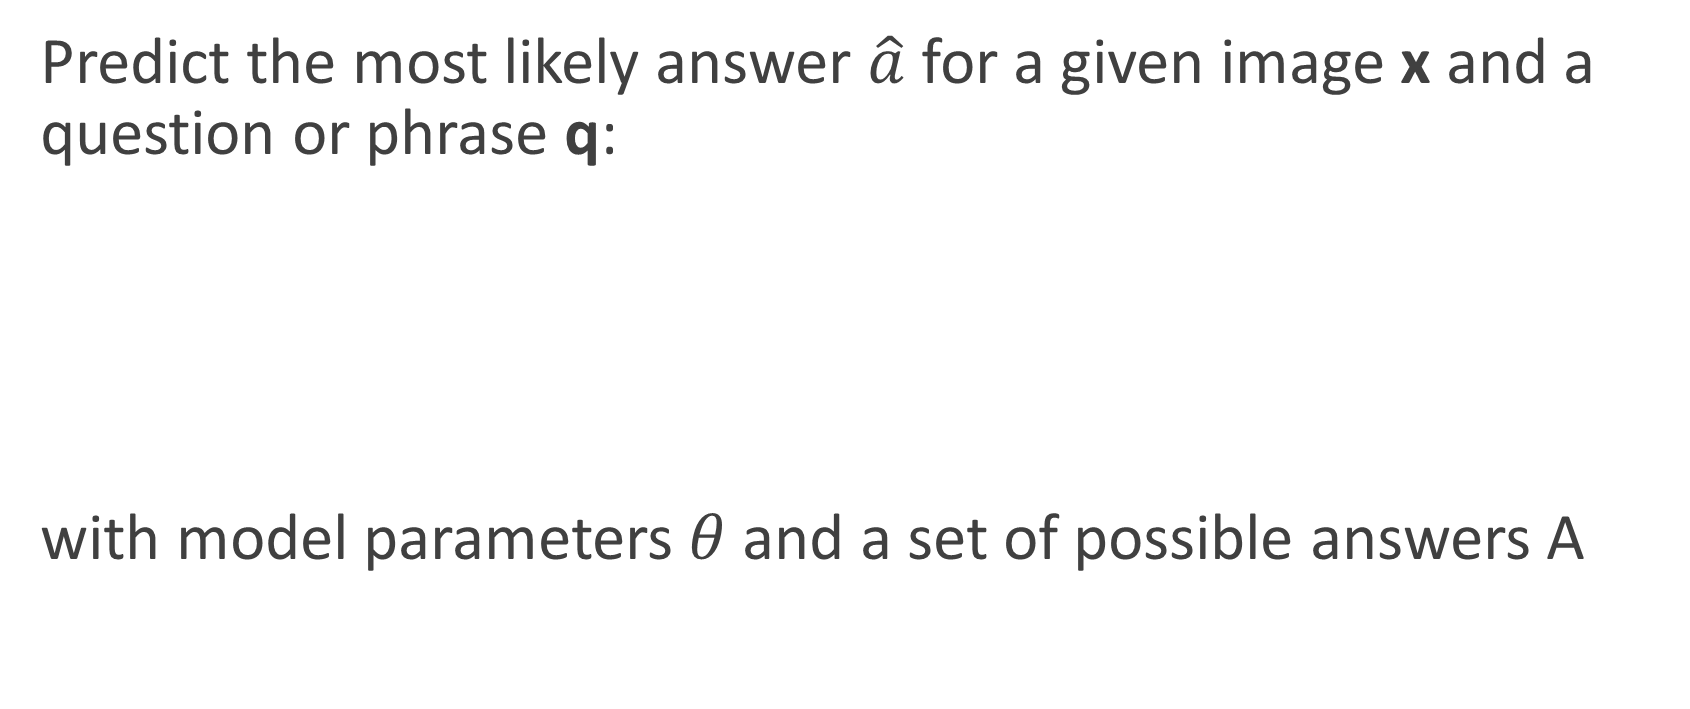 Predict the most likely answer â for a given image x and a
question or phrase q:
with model parameters θ and a set of possible answers A